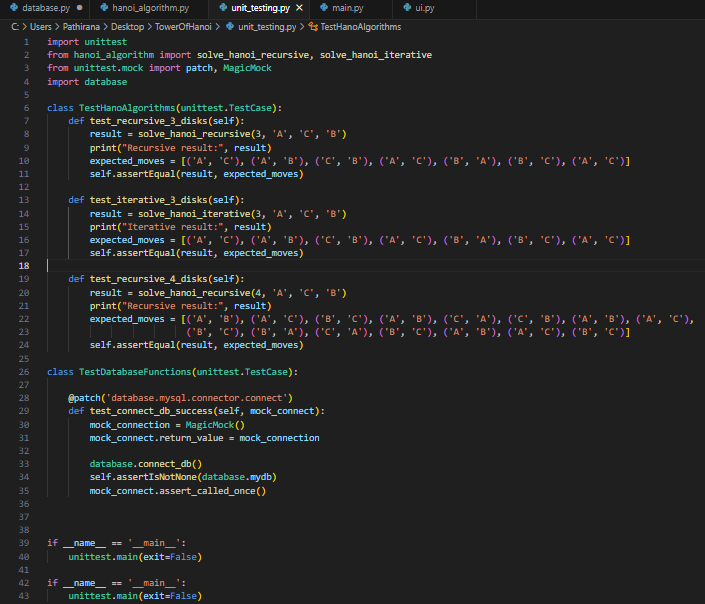 database.py ● hanoi_algorithm.py unit_testing.py × main.py ui.py
C: > Users > Pathirana > Desktop > TowerOfHanoi > unit_testing.py > TestHanoAlgorithms
1 import unittest
2 from hanoi_algorithm import solve_hanoi_recursive, solve_hanoi_iterative
3 from unittest.mock import patch, MagicMock
4 import database
5
6 class TestHanoAlgorithms(unittest.TestCase):
7     def test_recursive_3_disks(self):
8         result = solve_hanoi_recursive(3, 'A', 'C', 'B')
9         print("Recursive result:", result)
10         expected_moves = [('A', 'C'), ('A', 'B'), ('C', 'B'), ('A', 'C'), ('B', 'A'), ('B', 'C'), ('A', 'C')]
11         self.assertEqual(result, expected_moves)
12
13     def test_iterative_3_disks(self):
14         result = solve_hanoi_iterative(3, 'A', 'C', 'B')
15         print("Iterative result:", result)
16         expected_moves = [('A', 'C'), ('A', 'B'), ('C', 'B'), ('A', 'C'), ('B', 'A'), ('B', 'C'), ('A', 'C')]
17         self.assertEqual(result, expected_moves)
18
19     def test_recursive_4_disks(self):
20         result = solve_hanoi_recursive(4, 'A', 'C', 'B')
21         print("Recursive result:", result)
22         expected_moves = [('A', 'B'), ('A', 'C'), ('B', 'C'), ('A', 'B'), ('C', 'A'), ('C', 'B'), ('A', 'B'), ('A', 'C'),
23                           ('B', 'C'), ('B', 'A'), ('C', 'A'), ('B', 'C'), ('A', 'B'), ('A', 'C'), ('B', 'C')]
24         self.assertEqual(result, expected_moves)
25
26 class TestDatabaseFunctions(unittest.TestCase):
27
28     @patch('database.mysql.connector.connect')
29     def test_connect_db_success(self, mock_connect):
30         mock_connection = MagicMock()
31         mock_connect.return_value = mock_connection
32
33         database.connect_db()
34         self.assertIsNotNone(database.mydb)
35         mock_connect.assert_called_once()
36
37
38
39 if __name__ == '__main__':
40     unittest.main(exit=False)
41
42 if __name__ == '__main__':
43     unittest.main(exit=False)